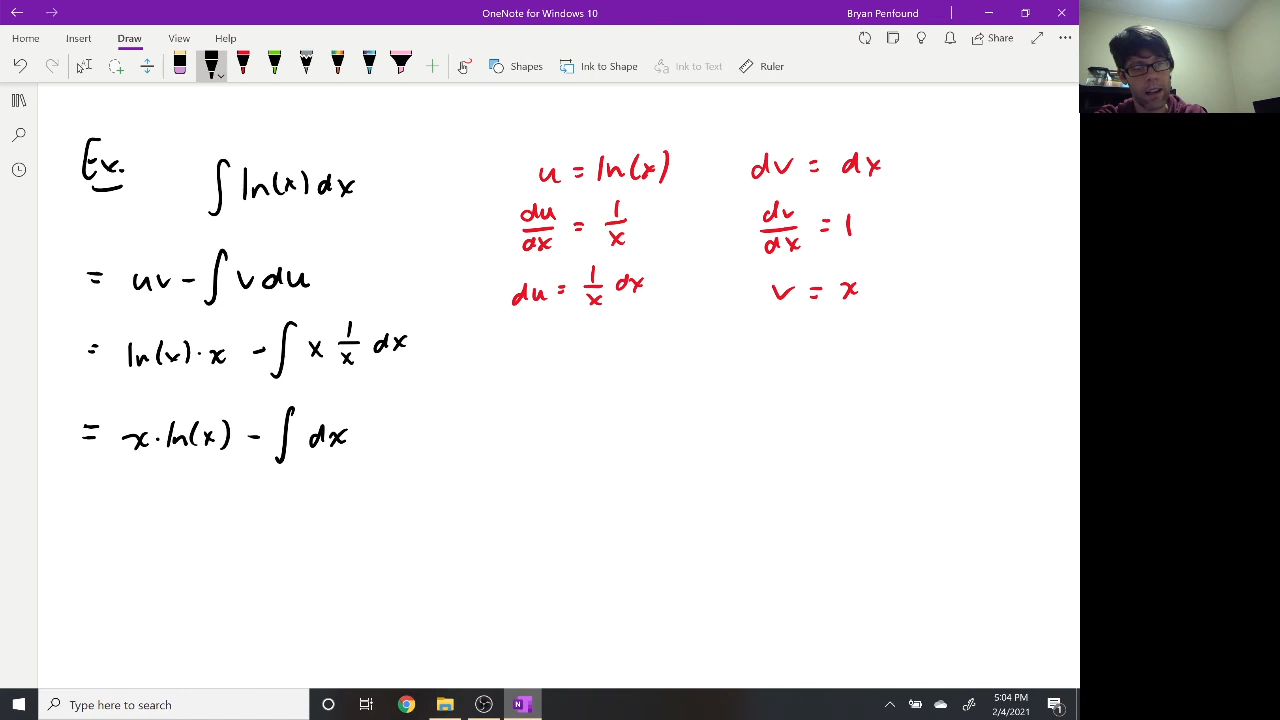 OneNote for Windows 10
Bryan Penfound
Home Insert Draw View Help
Share
Shapes Ink to Shape Ink to Text Ruler
Ex. ∫ ln(x) dx
= uv - ∫ v du
= ln(x) · x - ∫ x 1/x dx
= x · ln(x) - ∫ dx
u = ln(x) dv = dx
du/dx = 1/x dv/dx = 1
du = 1/x dx v = x
Type here to search
5:04 PM
2/4/2021
1